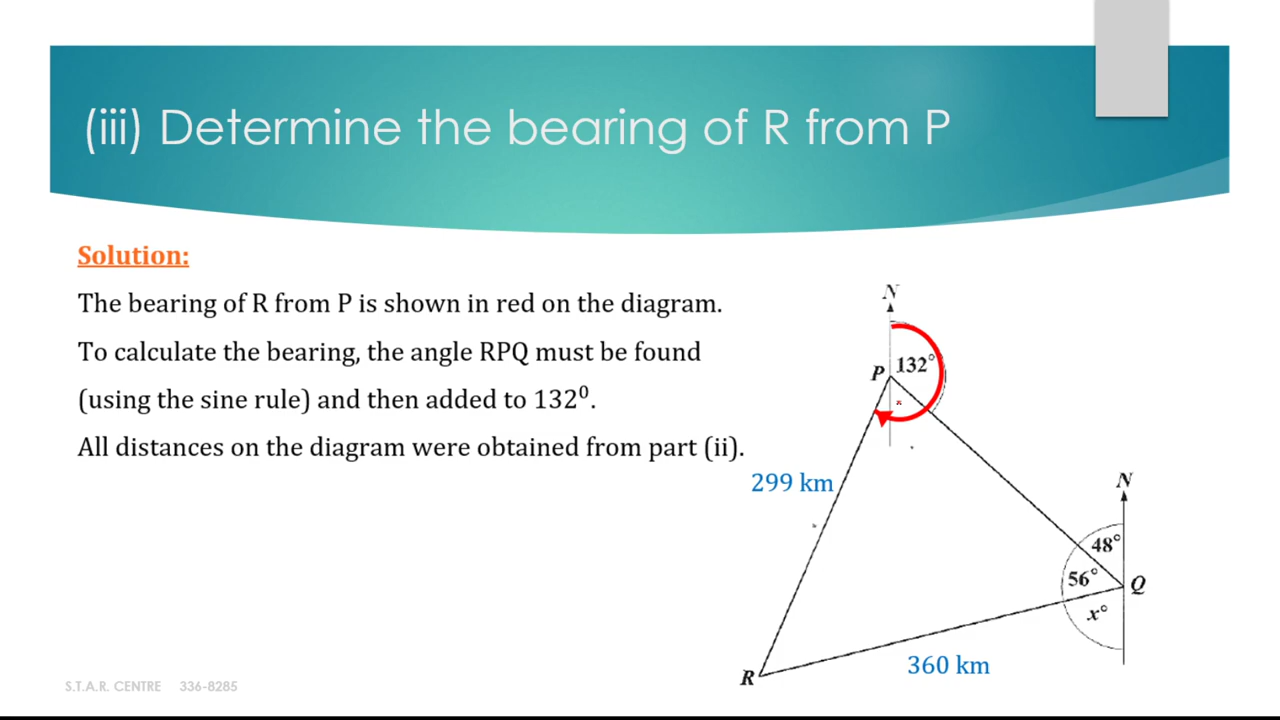 (iii) Determine the bearing of R from P
Solution:
The bearing of R from P is shown in red on the diagram.
To calculate the bearing, the angle RPQ must be found
(using the sine rule) and then added to 132⁰.
All distances on the diagram were obtained from part (ii).
N
132°
P
299 km
N
48°
56°
Q
x°
360 km
R
S.T.A.R. CENTRE 336-8285